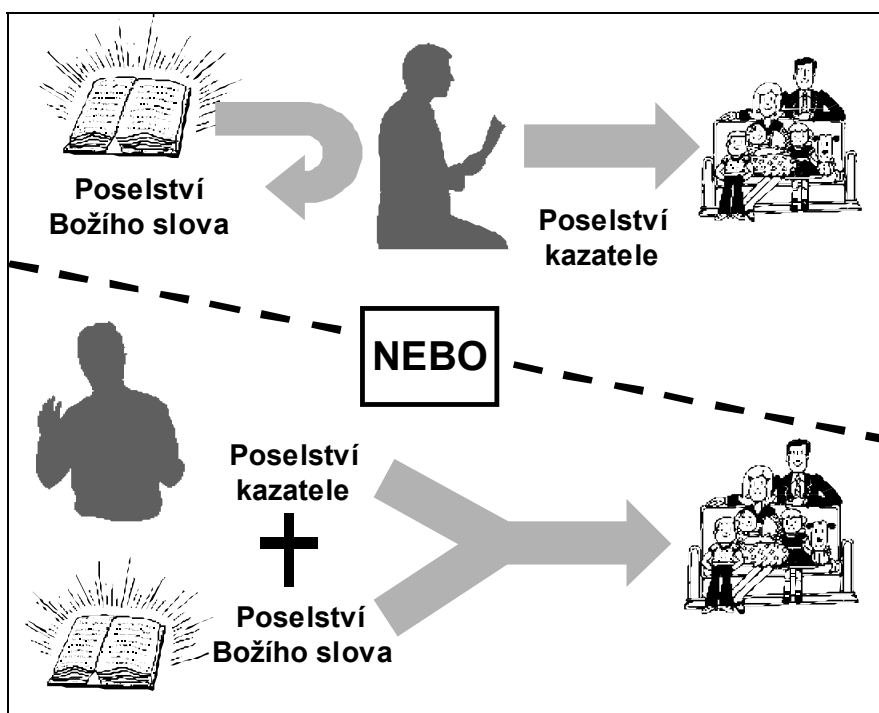 Poselství
Božího slova
Poselství
kazatele
NEBO
Poselství
kazatele
Poselství
Božího slova